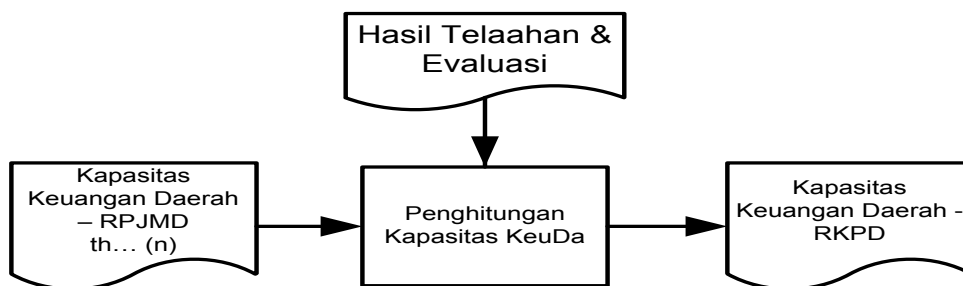 Hasil Telaahan &
Evaluasi
Kapasitas
Keuangan Daerah
– RPJMD
th... (n)
Penghitungan
Kapasitas KeuDa
Kapasitas
Keuangan Daerah -
RKPD